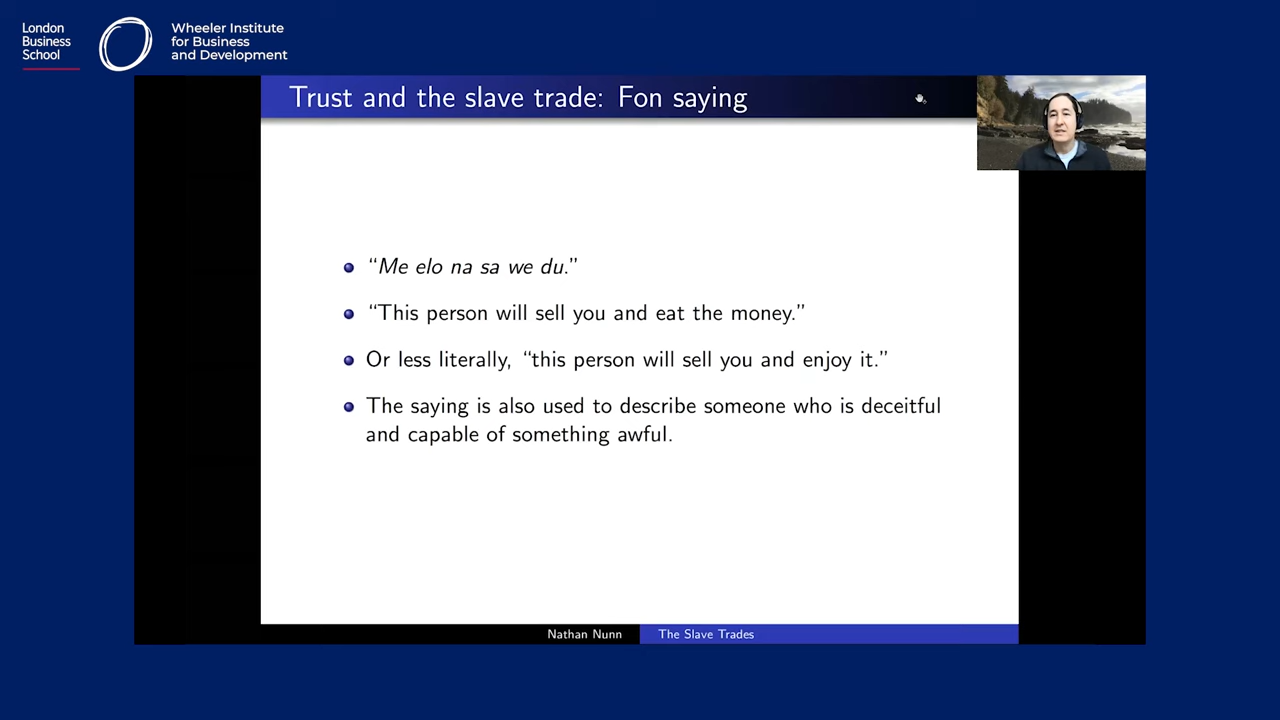 London
Business
School
Wheeler Institute
for Business
and Development
Trust and the slave trade: Fon saying
“Me elo na sa we du.”
“This person will sell you and eat the money.”
Or less literally, “this person will sell you and enjoy it.”
The saying is also used to describe someone who is deceitful
and capable of something awful.
Nathan Nunn
The Slave Trades